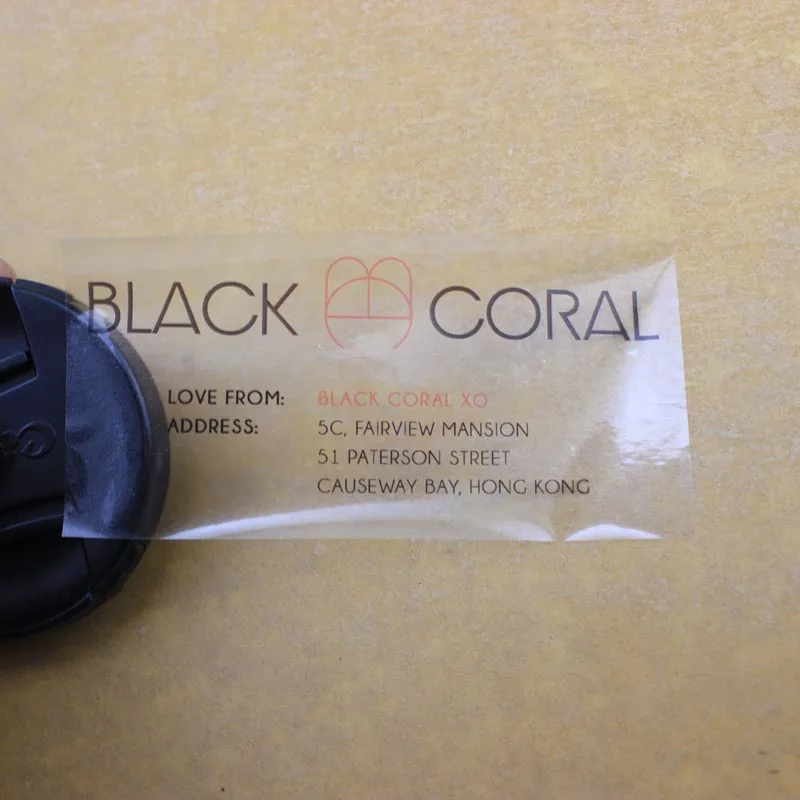 BLACK CORAL
LOVE FROM: BLACK CORAL XO
ADDRESS: 5C, FAIRVIEW MANSION
51 PATERSON STREET
CAUSEWAY BAY, HONG KONG